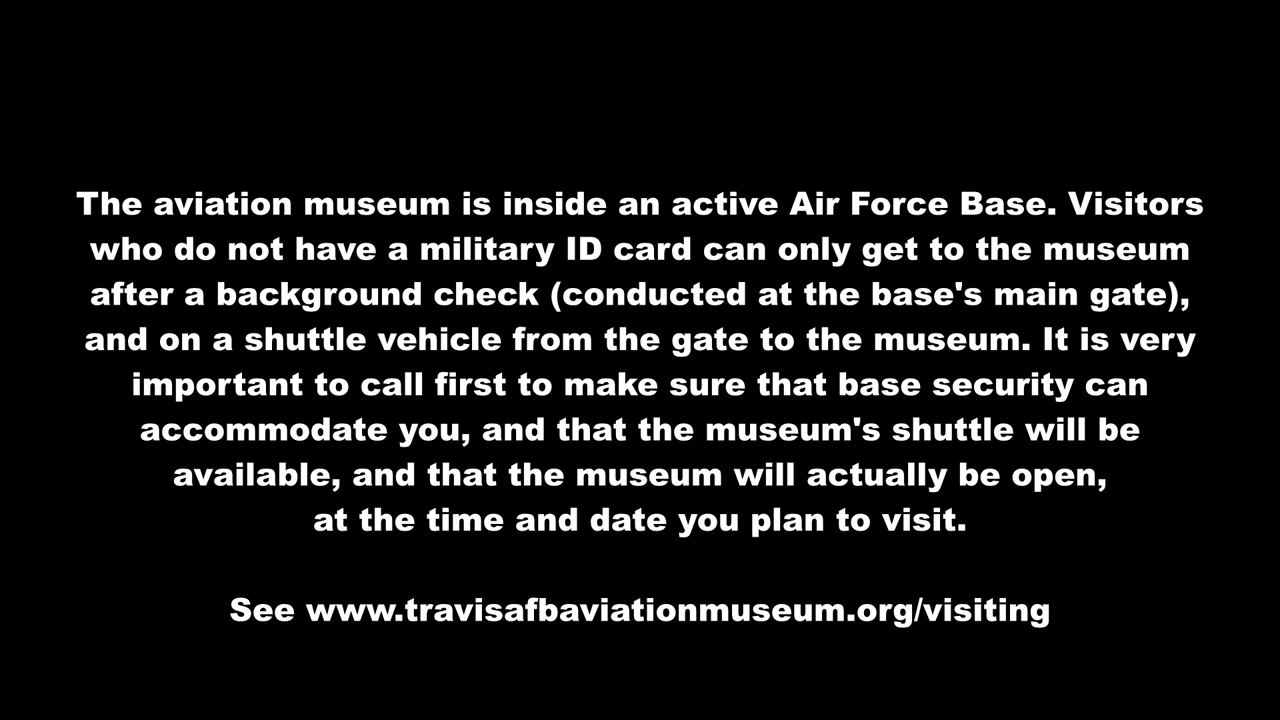 The aviation museum is inside an active Air Force Base. Visitors
who do not have a military ID card can only get to the museum
after a background check (conducted at the base's main gate),
and on a shuttle vehicle from the gate to the museum. It is very
important to call first to make sure that base security can
accommodate you, and that the museum's shuttle will be
available, and that the museum will actually be open,
at the time and date you plan to visit.
See www.travisafbaviationmuseum.org/visiting